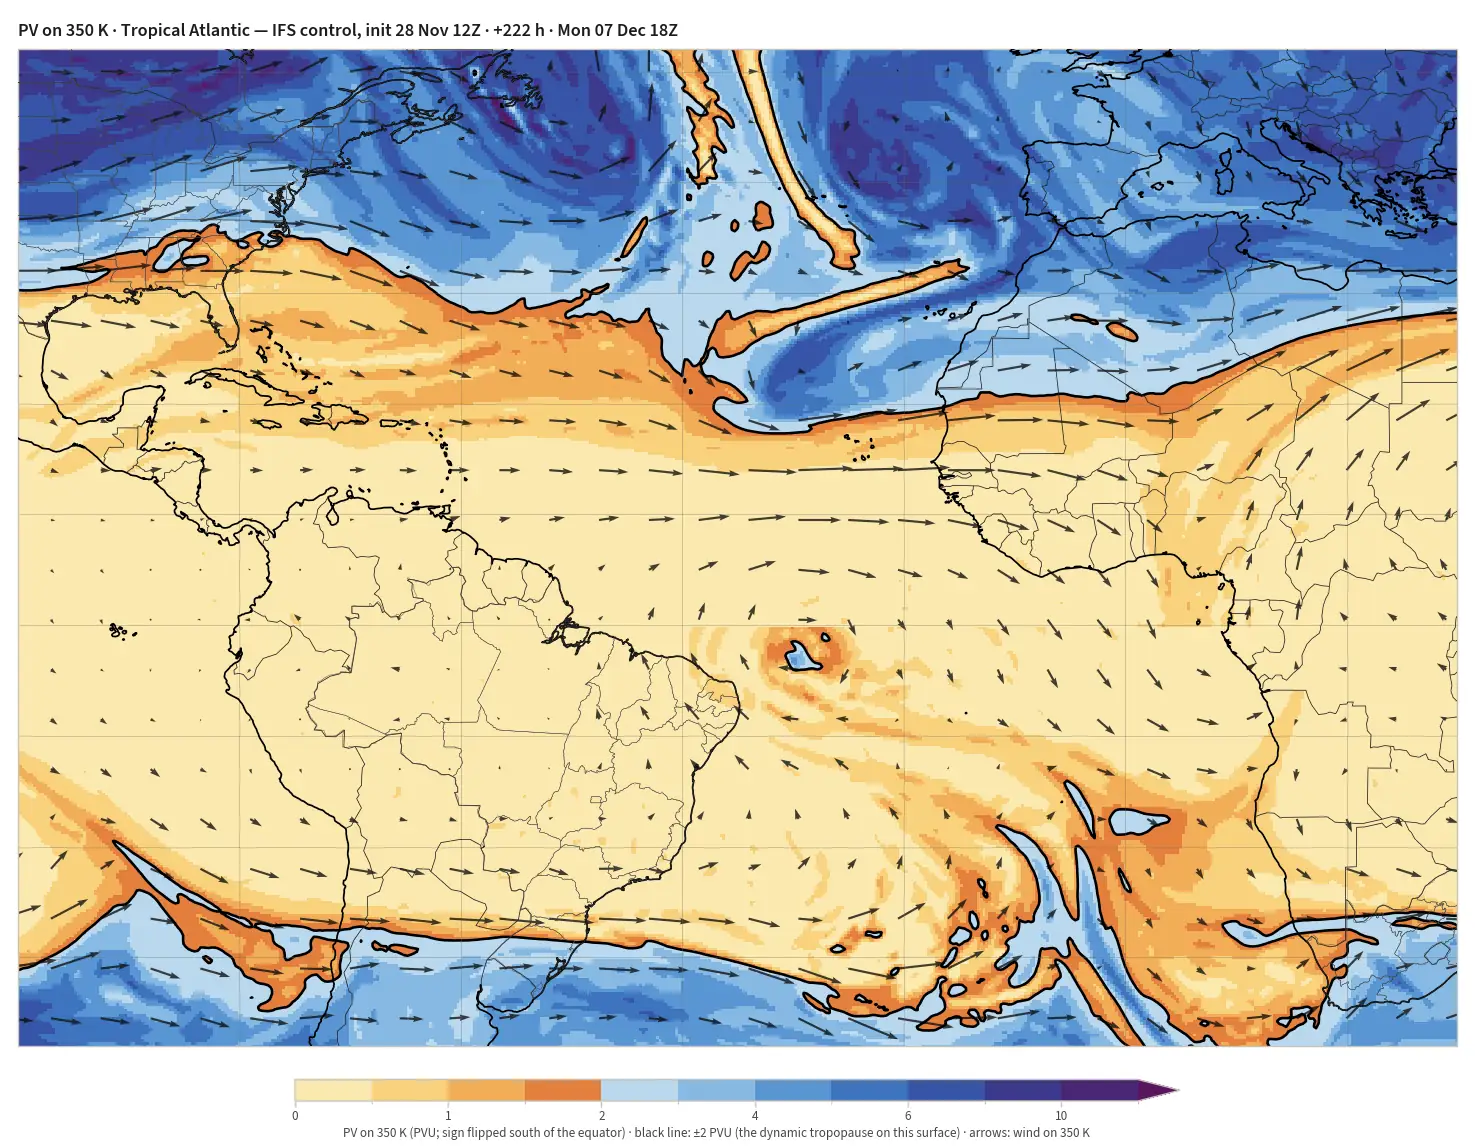 PV on 350 K · Tropical Atlantic — IFS control, init 28 Nov 12Z · +222 h · Mon 07 Dec 18Z
0 1 2 4 6 10
PV on 350 K (PVU; sign flipped south of the equator) · black line: ±2 PVU (the dynamic tropopause on this surface) · arrows: wind on 350 K